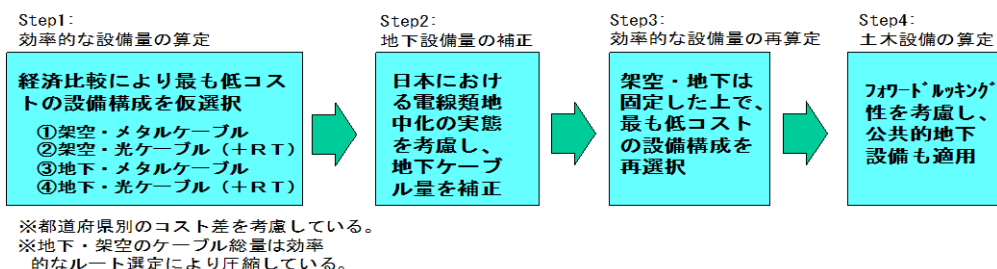 Step1:
効率的な設備量の算定
経済比較により最も低コス
トの設備構成を仮選択
①架空・メタルケーブル
②架空・光ケーブル（+RT）
③地下・メタルケーブル
④地下・光ケーブル（+RT）
※都道府県別のコスト差を考慮している。
※地下・架空のケーブル総量は効率
的なルート選定により圧縮している。
Step2:
地下設備量の補正
日本におけ
る電線類地
中化の実態
を考慮し、
地下ケーブ
ル量を補正
Step3:
効率的な設備量の再算定
架空・地下は
固定した上で、
最も低コスト
の設備構成を
再選択
Step4:
土木設備の算定
ﾌｫﾜｰﾄﾞﾙｯｷﾝｸﾞ
性を考慮し、
公共的地下
設備も適用